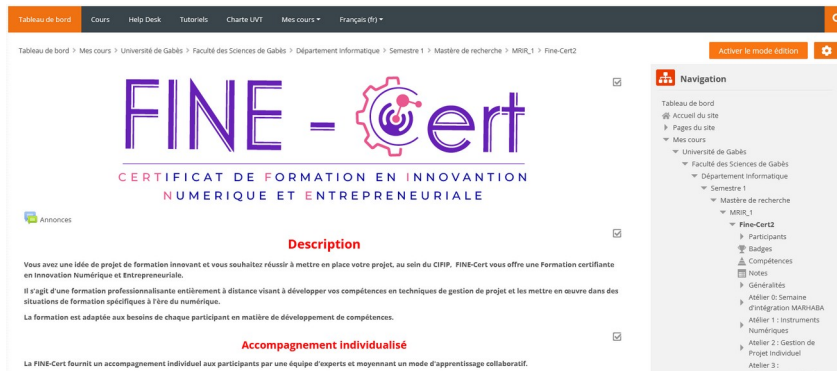 Tableau de bord Cours Help Desk Tutoriels Charte UVT Mes cours Français (fr)
Tableau de bord > Mes cours > Université de Gabès > Faculté des Sciences de Gabès > Département Informatique > Semestre 1 > Mastère de recherche > MRIR_1 > Fine-Cert2
Activer le mode édition
FINE - Cert
CERTIFICAT DE FORMATION EN INNOVANTION
NUMERIQUE ET ENTREPRENEURIALE
Annonces
Description
Vous avez une idée de projet de formation innovant et vous souhaitez réussir à mettre en place votre projet, au sein du CIFIP, FINE-Cert vous offre une Formation certifiante
en Innovation Numérique et Entrepreneuriale.
Il s'agit d'une formation professionnalisante entièrement à distance visant à développer vos compétences en techniques de gestion de projet et les mettre en œuvre dans des
situations de formation spécifiques à l'ère du numérique.
La formation est adaptée aux besoins de chaque participant en matière de développement de compétences.
Accompagnement individualisé
La FINE-Cert fournit un accompagnement individuel aux participants par une équipe d'experts et moyennant un mode d'apprentissage collaboratif.
Navigation
Tableau de bord
Accueil du site
Pages du site
Mes cours
Université de Gabès
Faculté des Sciences de Gabès
Département Informatique
Semestre 1
Mastère de recherche
MRIR_1
Fine-Cert2
Participants
Badges
Compétences
Notes
Généralités
Atélier 0: Semaine
d'intégration MARHABA
Atélier 1 : Instruments
Numériques
Atelier 2 : Gestion de
Projet Individuel
Atelier 3 :